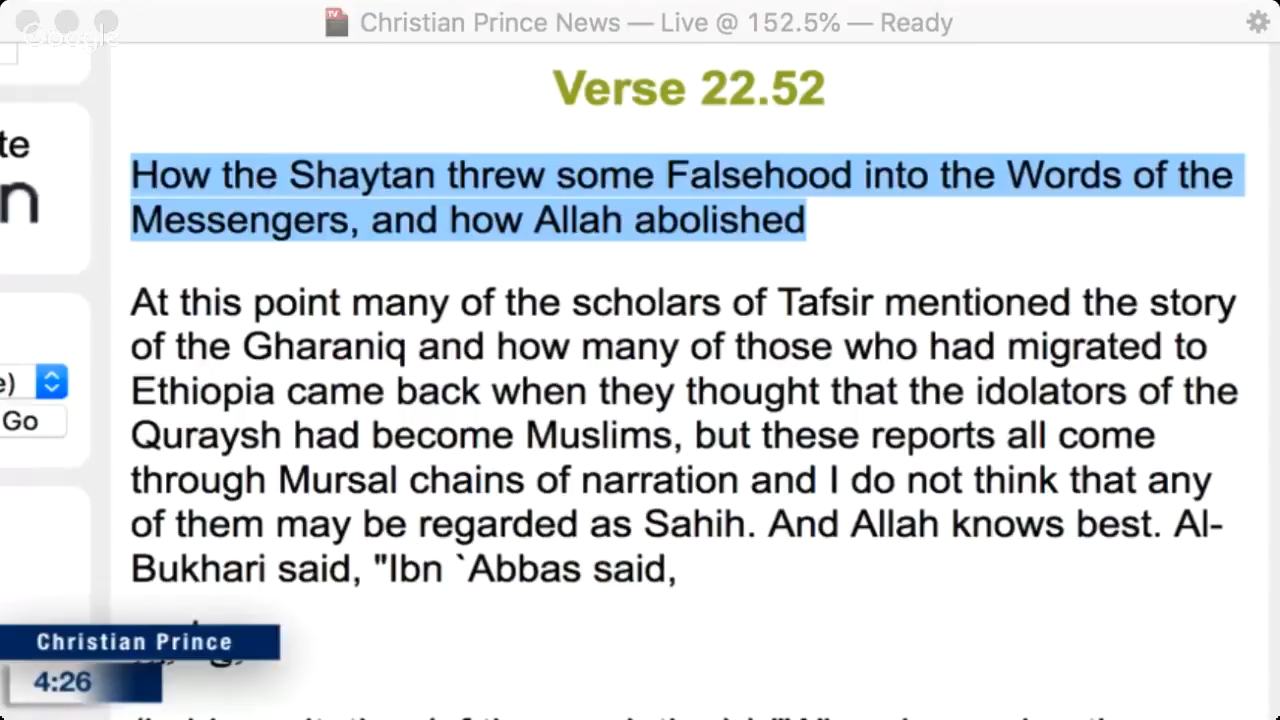 Christian Prince News — Live @ 152.5% — Ready
Google
Verse 22.52
te
n
How the Shaytan threw some Falsehood into the Words of the
Messengers, and how Allah abolished
At this point many of the scholars of Tafsir mentioned the story
of the Gharaniq and how many of those who had migrated to
e)
Ethiopia came back when they thought that the idolators of the
Go
Quraysh had become Muslims, but these reports all come
through Mursal chains of narration and I do not think that any
of them may be regarded as Sahih. And Allah knows best. Al-
Bukhari said, "Ibn `Abbas said,
Christian Prince
4:26